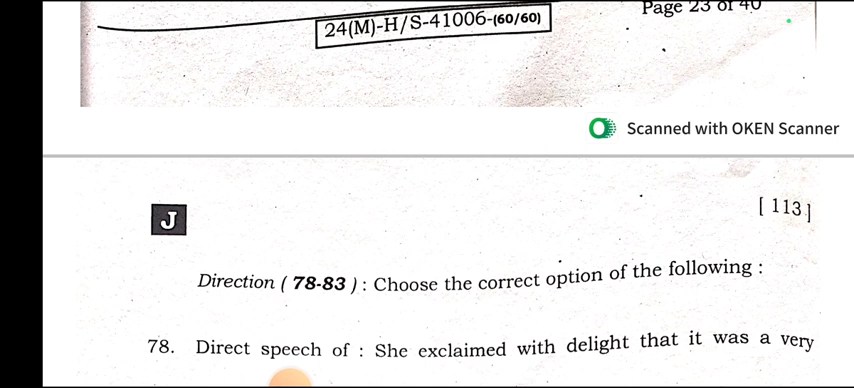 24(M)-H/S-41006-(60/60)
Page 23 of 40
Scanned with OKEN Scanner
J
[ 113 ]
Direction ( 78-83 ) : Choose the correct option of the following :
78. Direct speech of : She exclaimed with delight that it was a very